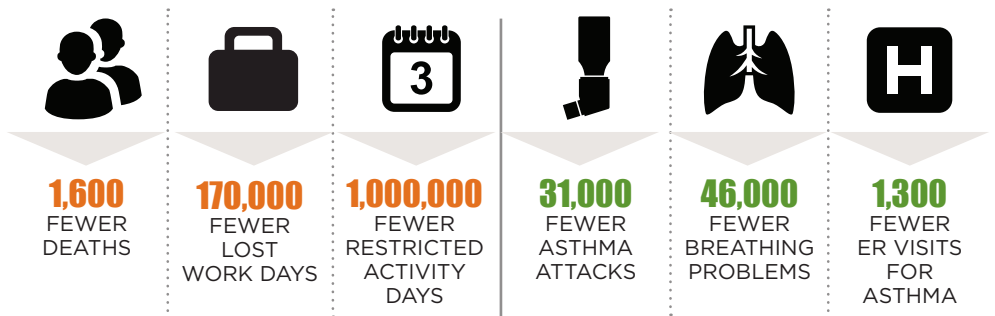 3
H
1,600
FEWER
DEATHS
170,000
FEWER
LOST
WORK DAYS
1,000,000
FEWER
RESTRICTED
ACTIVITY
DAYS
31,000
FEWER
ASTHMA
ATTACKS
46,000
FEWER
BREATHING
PROBLEMS
1,300
FEWER
ER VISITS
FOR
ASTHMA